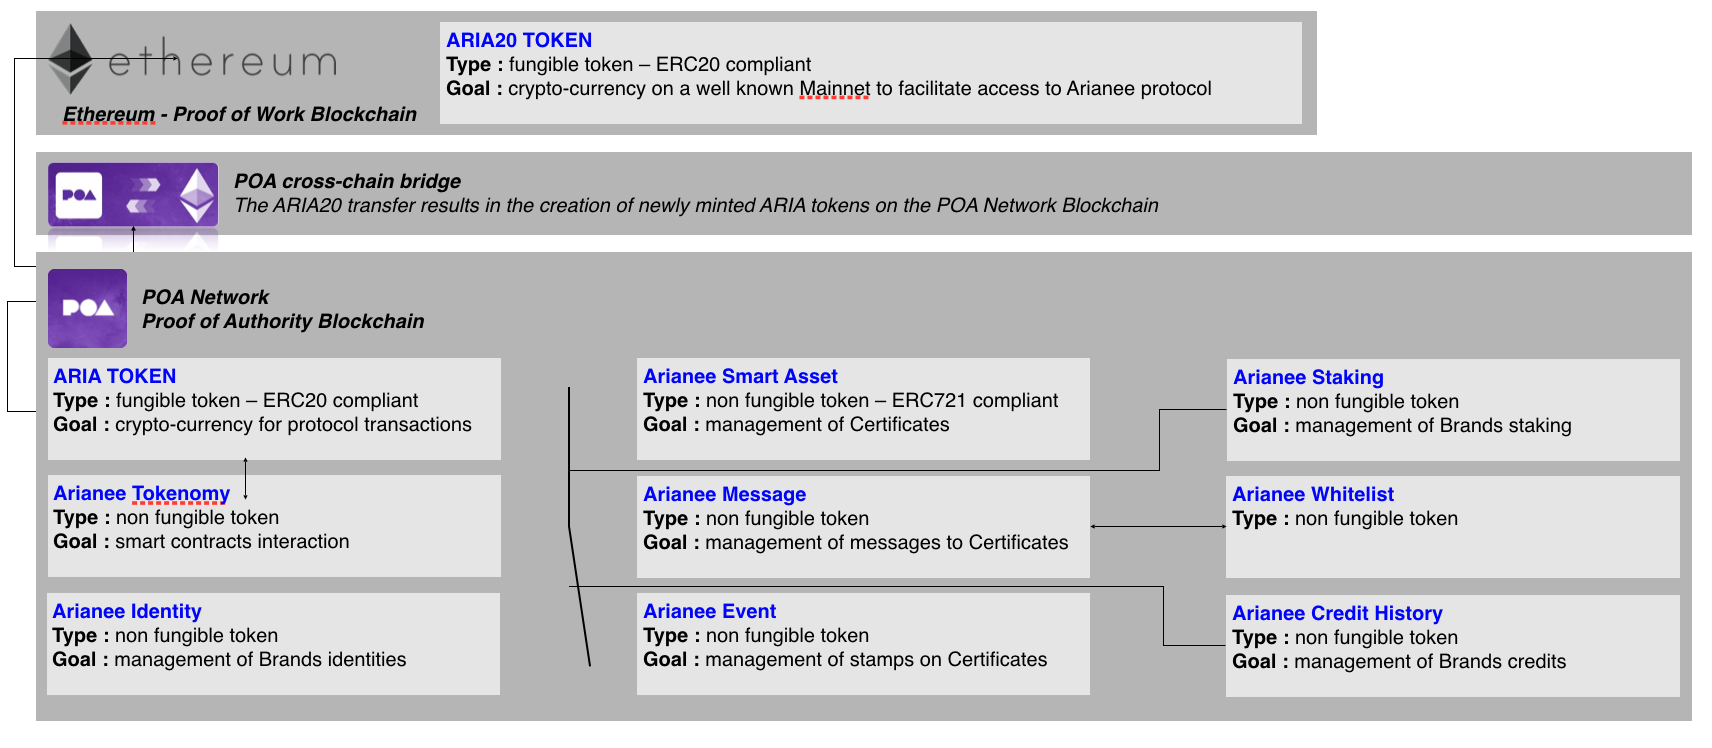 ethereum
Ethereum - Proof of Work Blockchain
ARIA20 TOKEN
Type : fungible token – ERC20 compliant
Goal : crypto-currency on a well known Mainnet to facilitate access to Arianee protocol
POA
POA cross-chain bridge
The ARIA20 transfer results in the creation of newly minted ARIA tokens on the POA Network Blockchain
POA
POA Network
Proof of Authority Blockchain
ARIA TOKEN
Type : fungible token – ERC20 compliant
Goal : crypto-currency for protocol transactions
Arianee Tokenomy
Type : non fungible token
Goal : smart contracts interaction
Arianee Identity
Type : non fungible token
Goal : management of Brands identities
Arianee Smart Asset
Type : non fungible token – ERC721 compliant
Goal : management of Certificates
Arianee Message
Type : non fungible token
Goal : management of messages to Certificates
Arianee Event
Type : non fungible token
Goal : management of stamps on Certificates
Arianee Staking
Type : non fungible token
Goal : management of Brands staking
Arianee Whitelist
Type : non fungible token
Arianee Credit History
Type : non fungible token
Goal : management of Brands credits